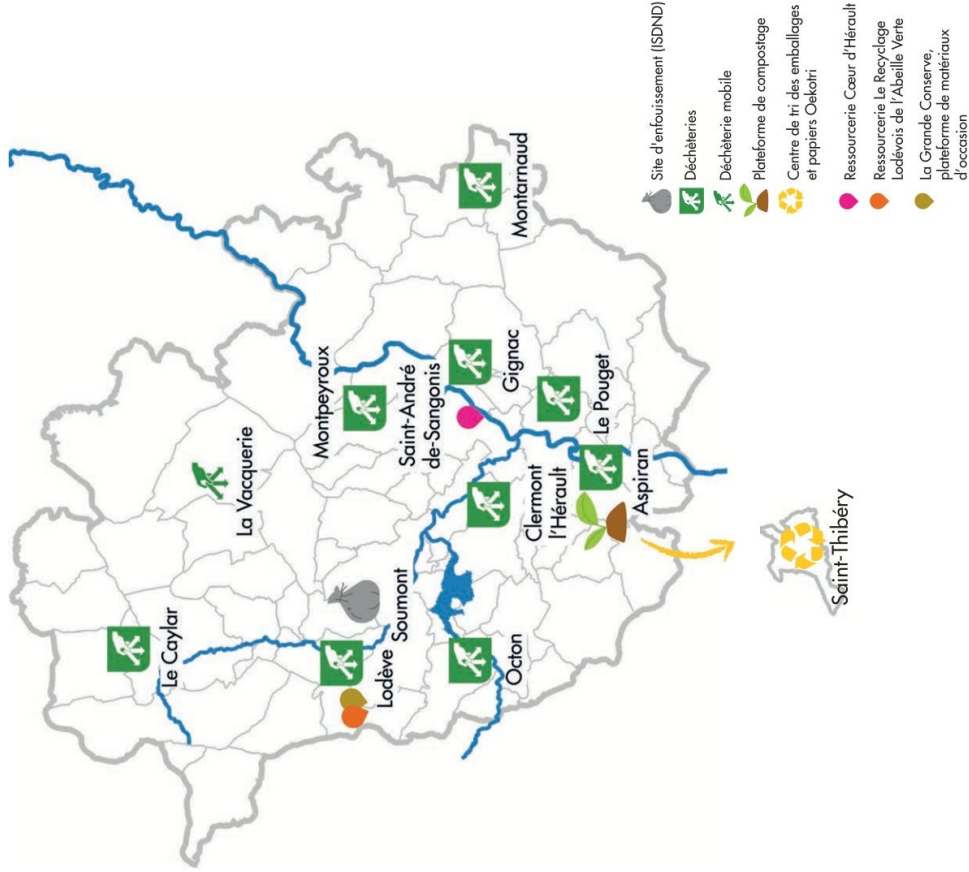 Le Caylar
La Vacquerie
Lodève
Soumont
Montpeyroux
Saint-André
de-Sangonis
Montarnaud
Gignac
Octon
Clermont
l'Hérault
Le Pouget
Aspiran
Saint-Thibéry
Site d'enfouissement (ISDND)
Déchèteries
Déchèterie mobile
Plateforme de compostage
Centre de tri des emballages
et papiers Oekotri
Ressourcerie Cœur d'Hérault
Ressourcerie Le Recyclage
Lodévois de l'Abeille Verte
La Grande Conserve,
plateforme de matériaux
d'occasion